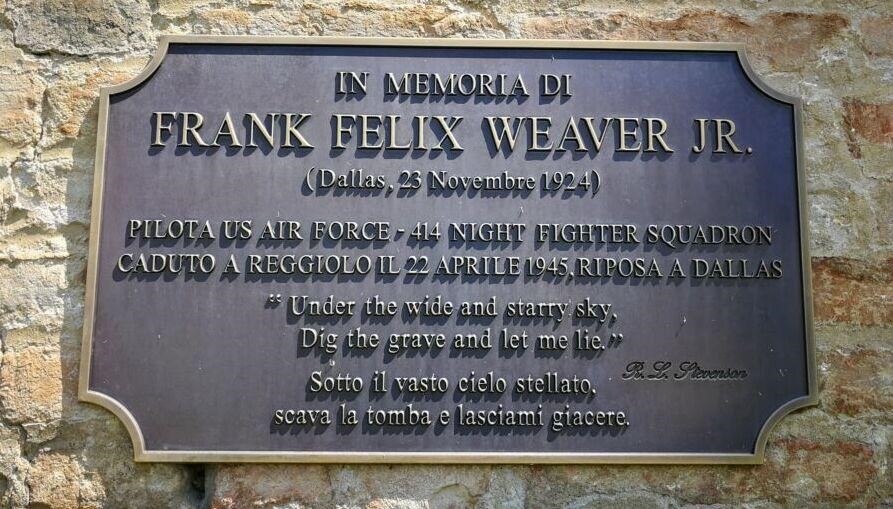 IN MEMORIA DI
FRANK FELIX WEAVER JR.
(Dallas, 23 Novembre 1924)
PILOTA US AIR FORCE - 414 NIGHT FIGHTER SQUADRON
CADUTO A REGGIOLO IL 22 APRILE 1945, RIPOSA A DALLAS
“Under the wide and starry sky,
Dig the grave and let me lie.”
R. L. Stevenson
Sotto il vasto cielo stellato,
scava la tomba e lasciami giacere.